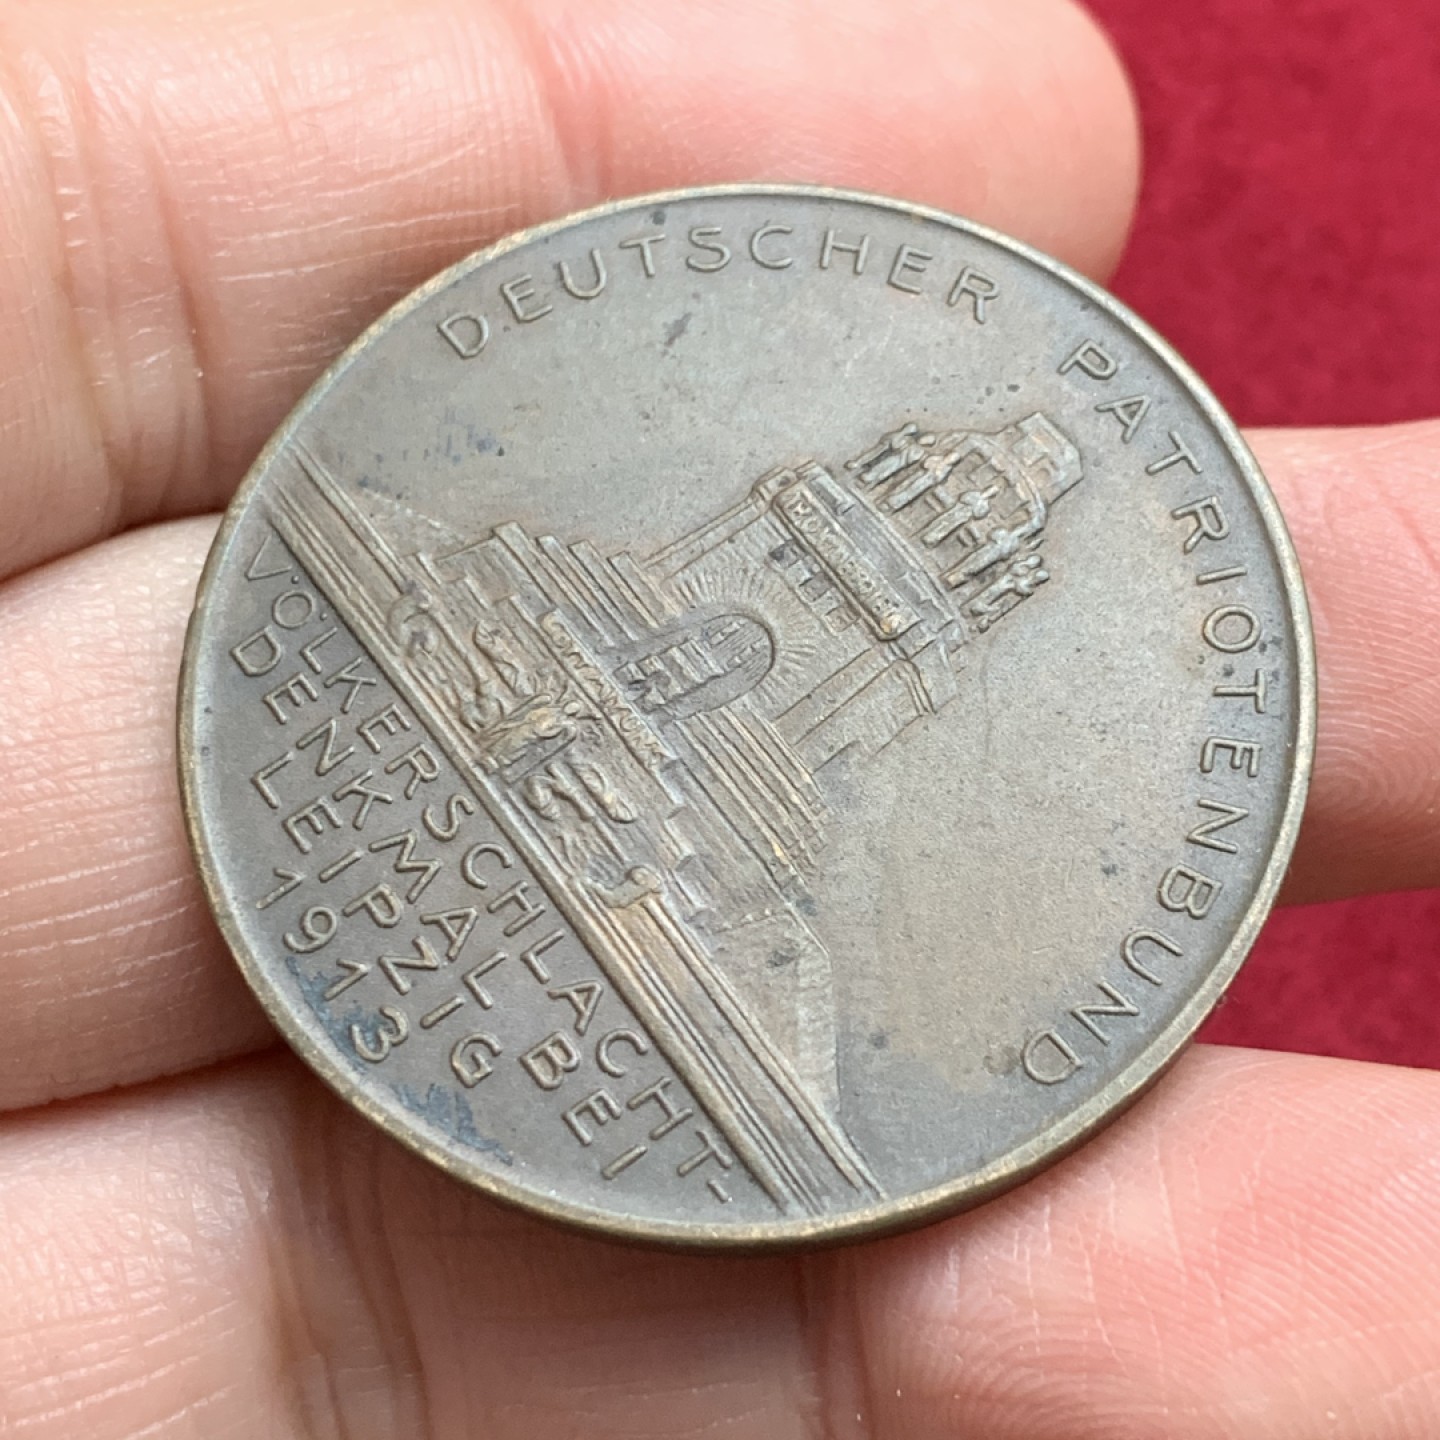 DEUTSCHER PATRIOTENBUND
VÖLKERSCHLACHT-
DENKMAL BEI
LEIPZIG
1913